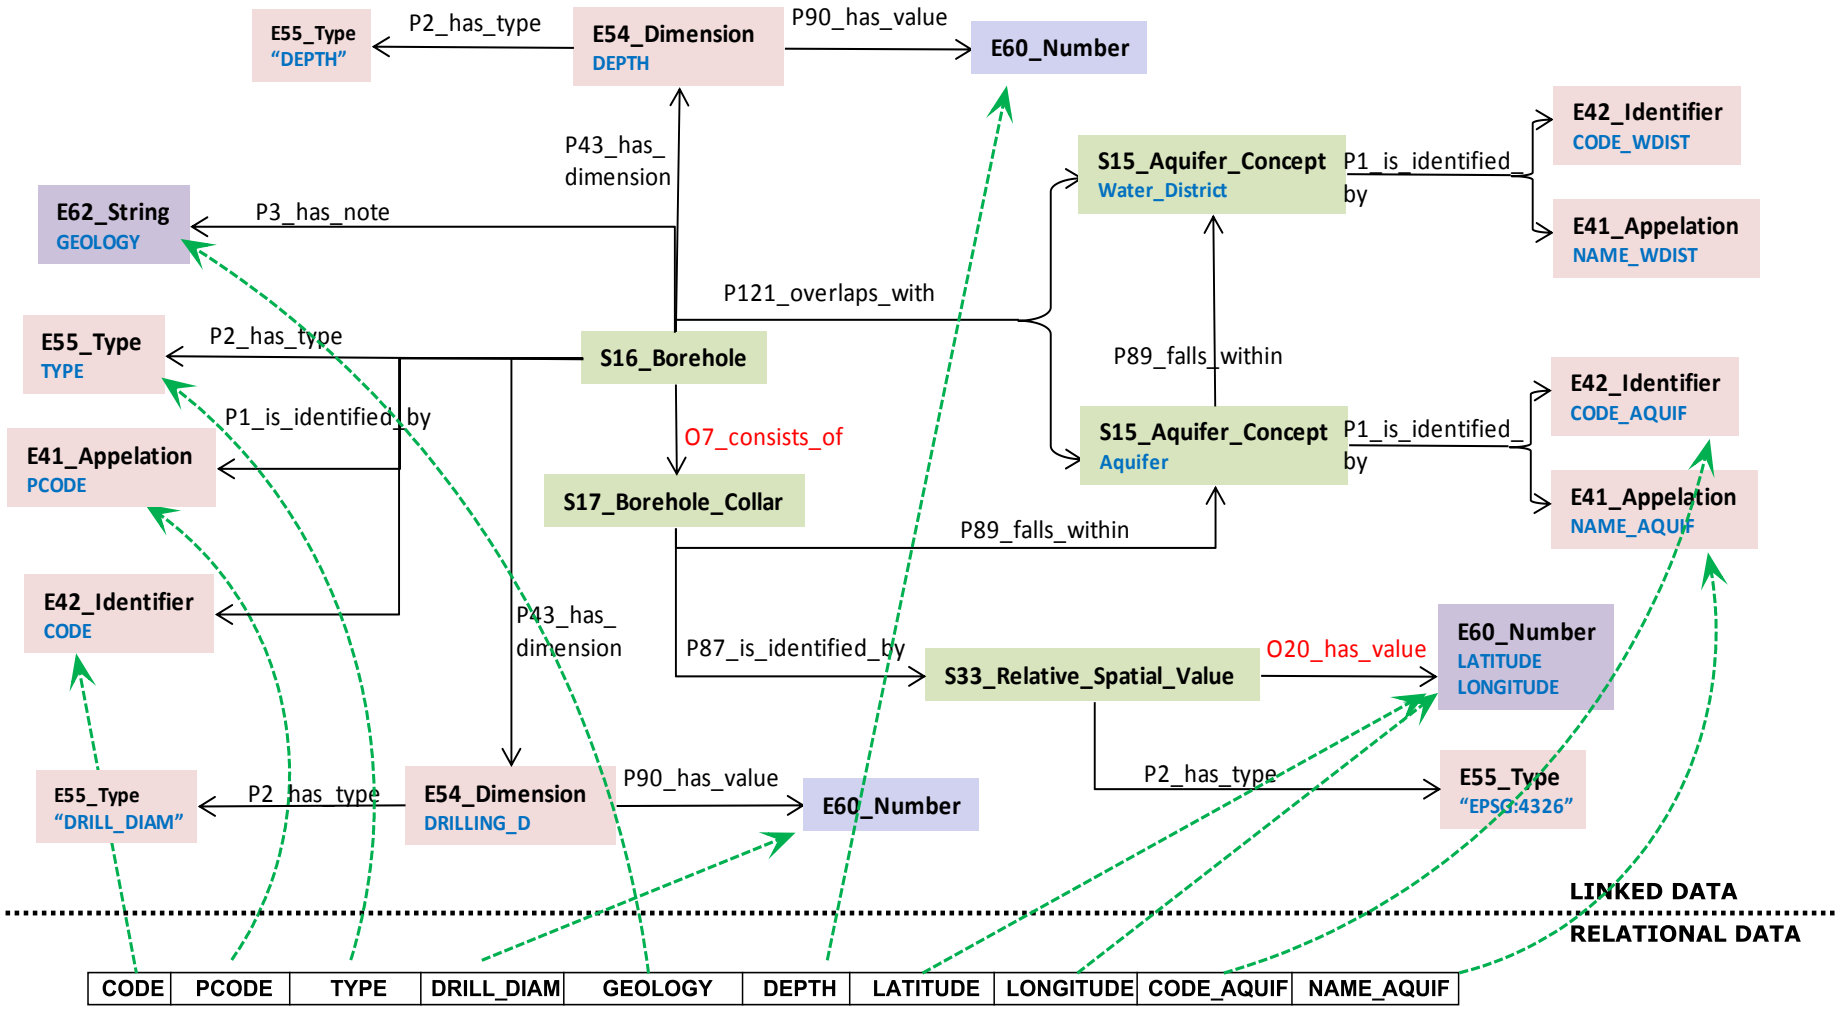 P2_has_type
P90_has_value
E55_Type
“DEPTH”
E54_Dimension
DEPTH
E60_Number
P43_has_
dimension
E42_Identifier
CODE_WDIST
S15_Aquifer_Concept
Water_District
P1_is_identified_
by
E62_String
GEOLOGY
P3_has_note
E41_Appelation
NAME_WDIST
P121_overlaps_with
E55_Type
TYPE
P2_has_type
S16_Borehole
P89_falls_within
E42_Identifier
CODE_AQUIF
P1_is_identified_by
O7_consists_of
S15_Aquifer_Concept
Aquifer
P1_is_identified_
by
E41_Appelation
PCODE
S17_Borehole_Collar
E41_Appelation
NAME_AQUIF
P89_falls_within
E42_Identifier
CODE
P43_has_
dimension
P87_is_identified_by
S33_Relative_Spatial_Value
O20_has_value
E60_Number
LATITUDE
LONGITUDE
E55_Type
“DRILL_DIAM”
P2_has_type
E54_Dimension
DRILLING_D
P90_has_value
E60_Number
P2_has_type
E55_Type
“EPSG:4326”
LINKED DATA
RELATIONAL DATA
CODE PCODE TYPE DRILL_DIAM GEOLOGY DEPTH LATITUDE LONGITUDE CODE_AQUIF NAME_AQUIF